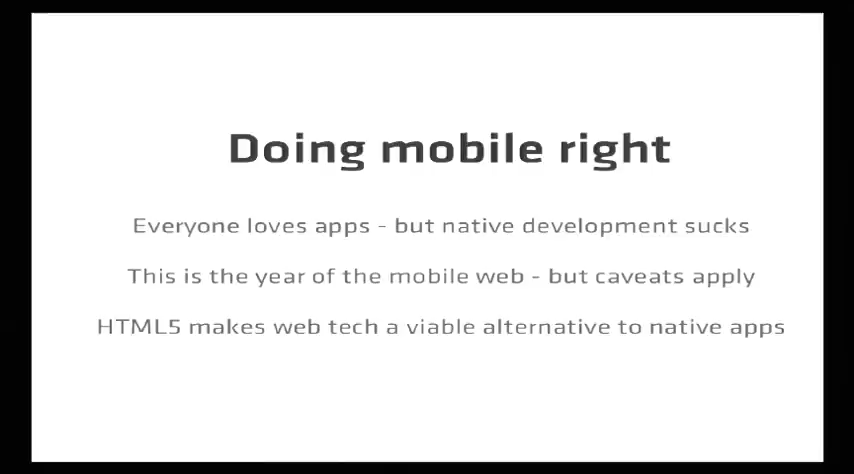 Doing mobile right
Everyone loves apps - but native development sucks
This is the year of the mobile web - but caveats apply
HTML5 makes web tech a viable alternative to native apps